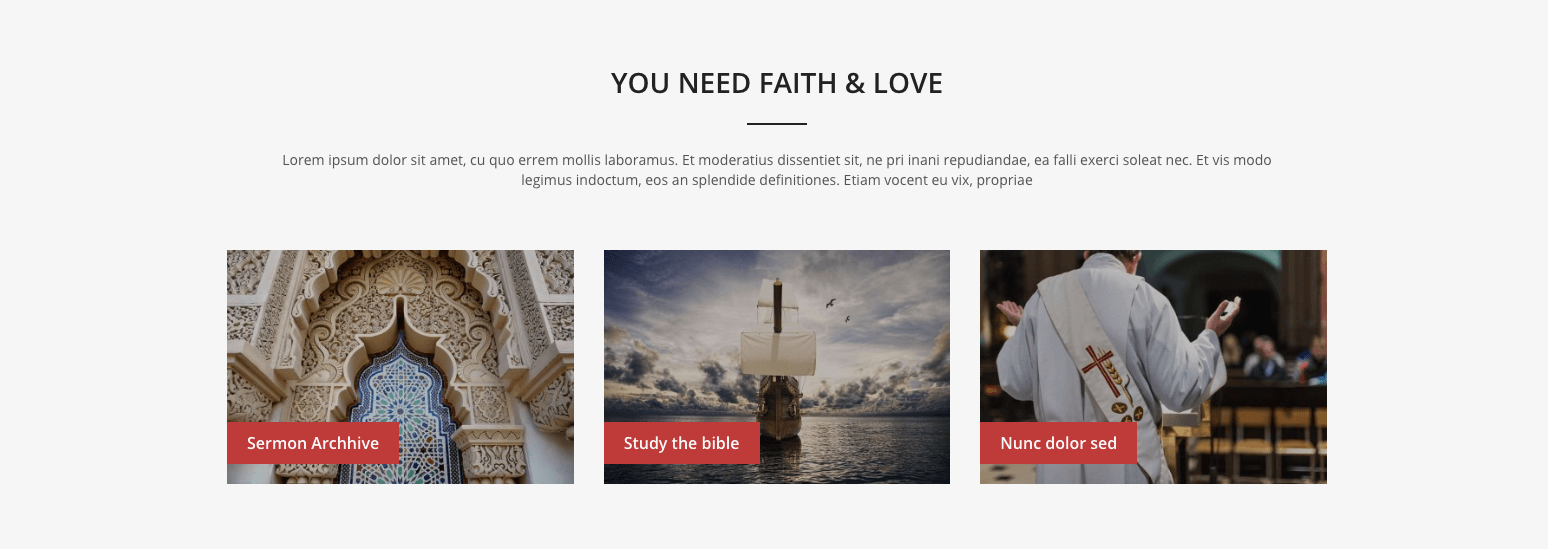 YOU NEED FAITH & LOVE
Lorem ipsum dolor sit amet, cu quo errem mollis laboramus. Et moderatius dissentiet sit, ne pri inani repudiandae, ea falli exerci soleat nec. Et vis modo
legimus indoctum, eos an splendide definitiones. Etiam vocent eu vix, propriae
Sermon Archhive
Study the bible
Nunc dolor sed